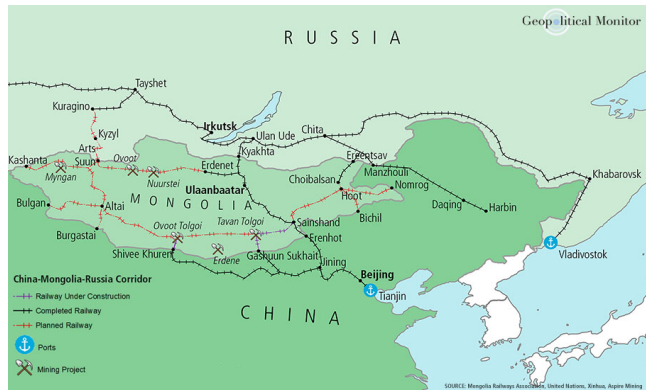 Geopolitical Monitor
RUSSIA
Tayshet
Kuragino
Irkutsk
Ulan Ude
Chita
Kyzyl
Kyakhta
Ereentsav
Khabarovsk
Arts
Suuri
Ovoot
Erdenet
Manzhouli
Kashanta
Myngan
Nuurstei
Choibalsan
Nomrog
Ulaanbaatar
Hoot
Bulgan
Altai
MONGOLIA
Daqing
Harbin
Bichil
Ovoot Tolgoi
Tavan Tolgoi
Sainshand
Burgastai
Erenhot
Shivee Khuren
Erdene
Gashuun Sukhait
Jining
Vladivostok
Beijing
Tianjin
CHINA
China-Mongolia-Russia Corridor
Railway Under Construction
Completed Railway
Planned Railway
Ports
Mining Project
SOURCE: Mongolia Railways Association, United Nations, Xinhua, Aspire Mining